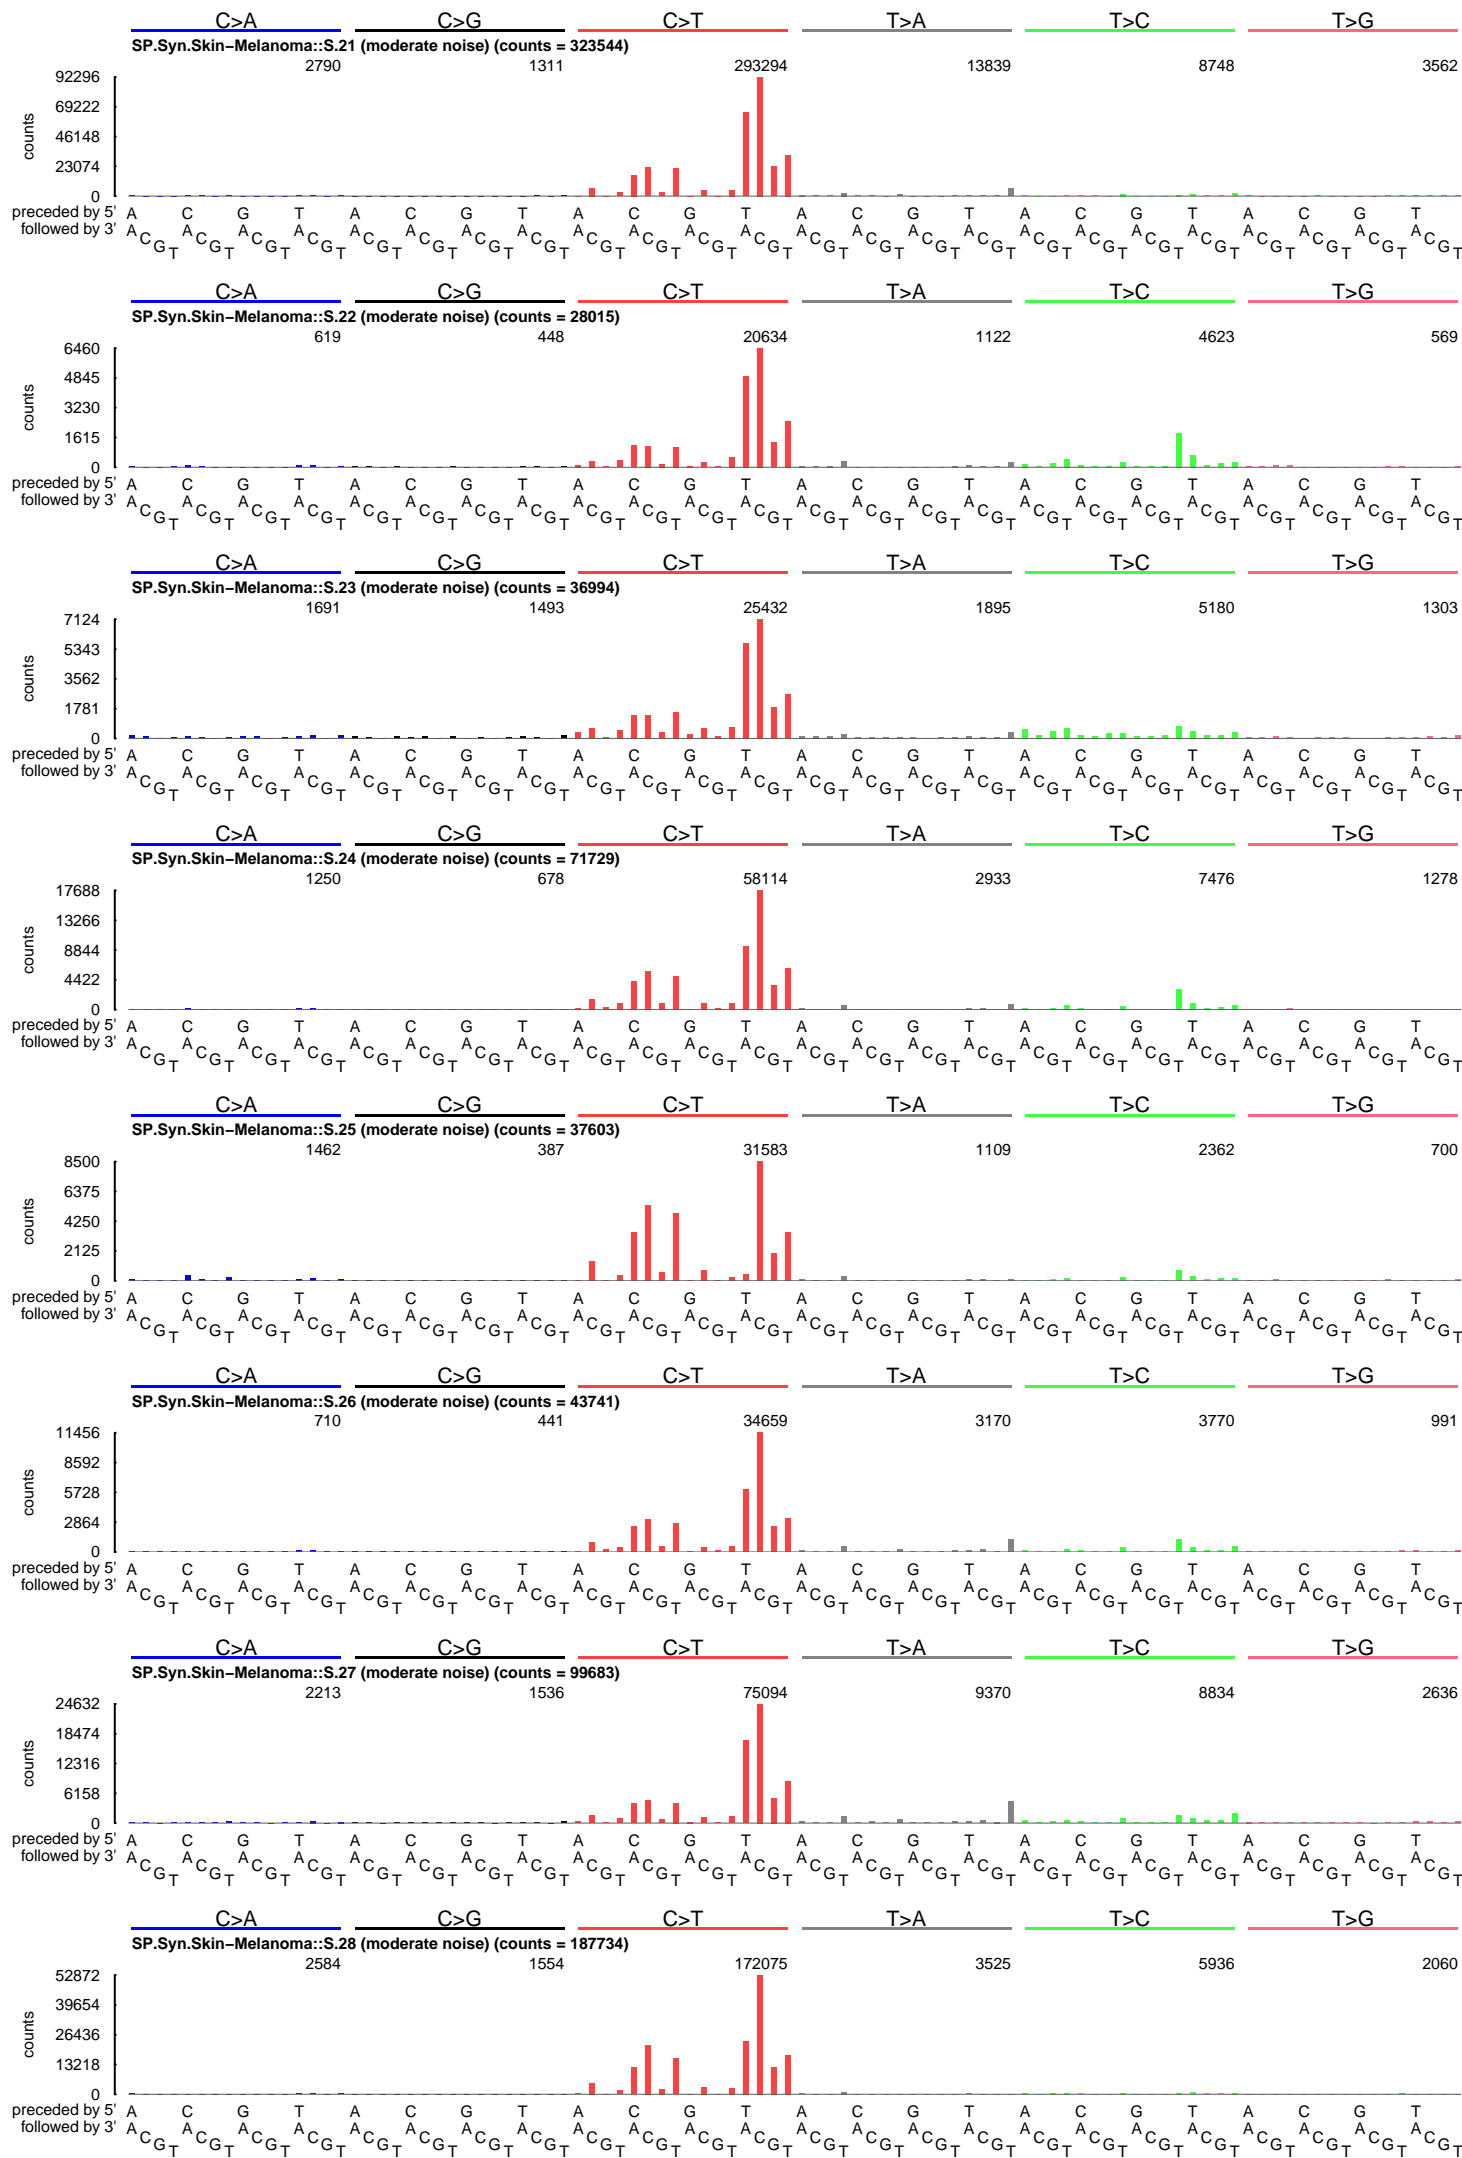 C>A C>G C>T T>A T>C T>G
SP.Syn.Skin−Melanoma::S.21 (moderate noise) (counts = 323544)
2790 1311 293294 13839 8748 3562
92296
69222
46148
23074
0
counts
preceded by 5' A C G T A C G T A C G T A C G T A C G T A C G T
followed by 3' A C G T A C G T A C G T A C G T A C G T A C G T A C G T A C G T A C G T A C G T A C G T A C G T A C G T A C G T A C G T A C G T A C G T A C G T A C G T A C G T A C G T A C G T A C G T A C G T
C>A C>G C>T T>A T>C T>G
SP.Syn.Skin−Melanoma::S.22 (moderate noise) (counts = 28015)
619 448 20634 1122 4623 569
6460
4845
3230
1615
0
counts
preceded by 5' A C G T A C G T A C G T A C G T A C G T A C G T
followed by 3' A C G T A C G T A C G T A C G T A C G T A C G T A C G T A C G T A C G T A C G T A C G T A C G T A C G T A C G T A C G T A C G T A C G T A C G T A C G T A C G T A C G T A C G T A C G T A C G T
C>A C>G C>T T>A T>C T>G
SP.Syn.Skin−Melanoma::S.23 (moderate noise) (counts = 36994)
1691 1493 25432 1895 5180 1303
7124
5343
3562
1781
0
counts
preceded by 5' A C G T A C G T A C G T A C G T A C G T A C G T
followed by 3' A C G T A C G T A C G T A C G T A C G T A C G T A C G T A C G T A C G T A C G T A C G T A C G T A C G T A C G T A C G T A C G T A C G T A C G T A C G T A C G T A C G T A C G T A C G T A C G T
C>A C>G C>T T>A T>C T>G
SP.Syn.Skin−Melanoma::S.24 (moderate noise) (counts = 71729)
1250 678 58114 2933 7476 1278
17688
13266
8844
4422
0
counts
preceded by 5' A C G T A C G T A C G T A C G T A C G T A C G T
followed by 3' A C G T A C G T A C G T A C G T A C G T A C G T A C G T A C G T A C G T A C G T A C G T A C G T A C G T A C G T A C G T A C G T A C G T A C G T A C G T A C G T A C G T A C G T A C G T A C G T
C>A C>G C>T T>A T>C T>G
SP.Syn.Skin−Melanoma::S.25 (moderate noise) (counts = 37603)
1462 387 31583 1109 2362 700
8500
6375
4250
2125
0
counts
preceded by 5' A C G T A C G T A C G T A C G T A C G T A C G T
followed by 3' A C G T A C G T A C G T A C G T A C G T A C G T A C G T A C G T A C G T A C G T A C G T A C G T A C G T A C G T A C G T A C G T A C G T A C G T A C G T A C G T A C G T A C G T A C G T A C G T
C>A C>G C>T T>A T>C T>G
SP.Syn.Skin−Melanoma::S.26 (moderate noise) (counts = 43741)
710 441 34659 3170 3770 991
11456
8592
5728
2864
0
counts
preceded by 5' A C G T A C G T A C G T A C G T A C G T A C G T
followed by 3' A C G T A C G T A C G T A C G T A C G T A C G T A C G T A C G T A C G T A C G T A C G T A C G T A C G T A C G T A C G T A C G T A C G T A C G T A C G T A C G T A C G T A C G T A C G T A C G T
C>A C>G C>T T>A T>C T>G
SP.Syn.Skin−Melanoma::S.27 (moderate noise) (counts = 99683)
2213 1536 75094 9370 8834 2636
24632
18474
12316
6158
0
counts
preceded by 5' A C G T A C G T A C G T A C G T A C G T A C G T
followed by 3' A C G T A C G T A C G T A C G T A C G T A C G T A C G T A C G T A C G T A C G T A C G T A C G T A C G T A C G T A C G T A C G T A C G T A C G T A C G T A C G T A C G T A C G T A C G T A C G T
C>A C>G C>T T>A T>C T>G
SP.Syn.Skin−Melanoma::S.28 (moderate noise) (counts = 187734)
2584 1554 172075 3525 5936 2060
52872
39654
26436
13218
0
counts
preceded by 5' A C G T A C G T A C G T A C G T A C G T A C G T
followed by 3' A C G T A C G T A C G T A C G T A C G T A C G T A C G T A C G T A C G T A C G T A C G T A C G T A C G T A C G T A C G T A C G T A C G T A C G T A C G T A C G T A C G T A C G T A C G T A C G T